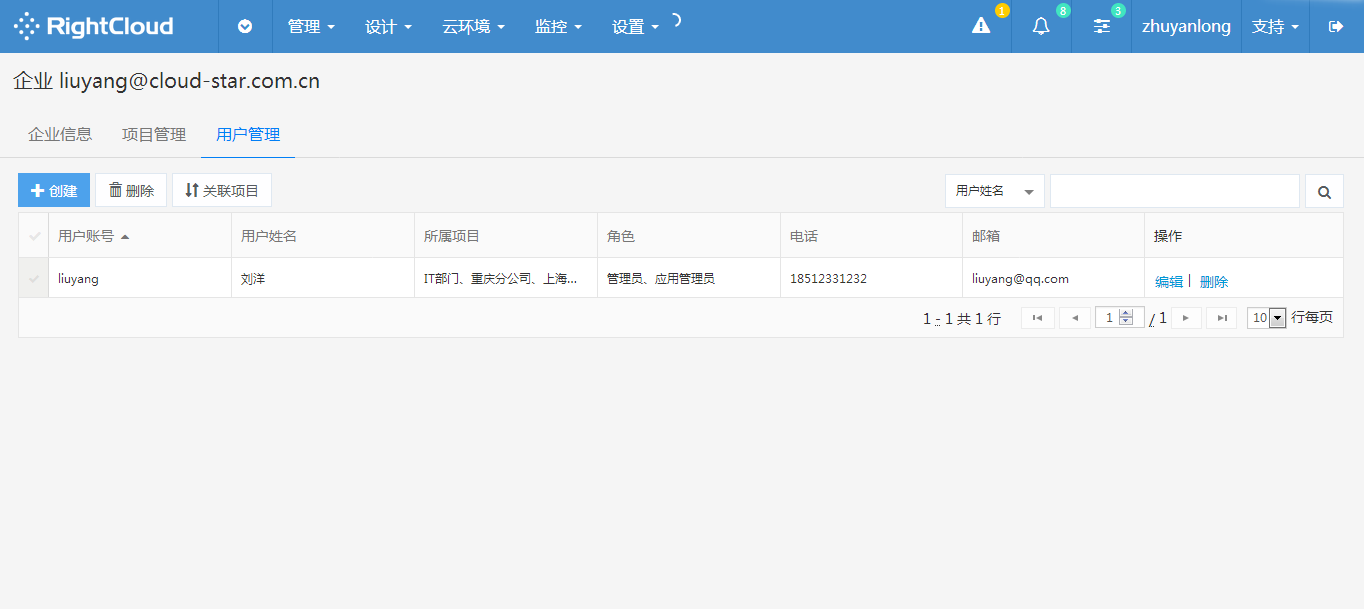 RightCloud 管理 设计 云环境 监控 设置 1 8 3 zhuyanlong 支持
企业 liuyang@cloud-star.com.cn
企业信息 项目管理 用户管理
创建 删除 关联项目 用户姓名
用户账号 用户姓名 所属项目 角色 电话 邮箱 操作
liuyang 刘洋 IT部门、重庆分公司、上海... 管理员、应用管理员 18512331232 liuyang@qq.com 编辑 | 删除
1 - 1 共 1 行 1 / 1 10 行每页